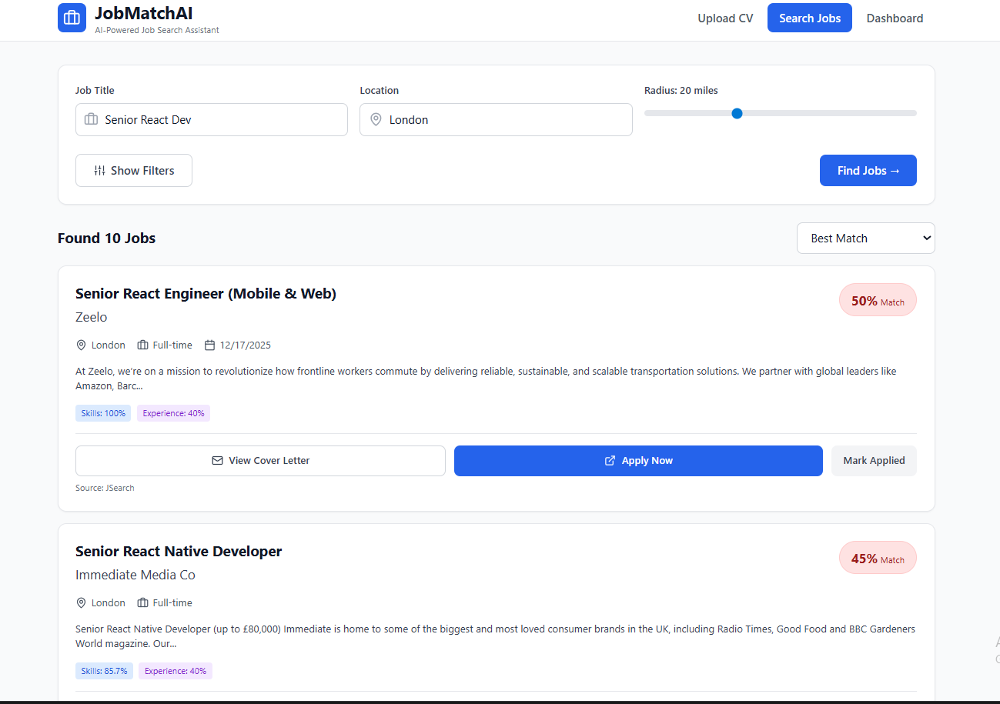 JobMatchAI
AI-Powered Job Search Assistant
Upload CV
Search Jobs
Dashboard
Job Title
Location
Radius: 20 miles
Senior React Dev
London
Show Filters
Find Jobs →
Found 10 Jobs
Best Match
Senior React Engineer (Mobile & Web)
50% Match
Zeelo
London
Full-time
12/17/2025
At Zeelo, we're on a mission to revolutionize how frontline workers commute by delivering reliable, sustainable, and scalable transportation solutions. We partner with global leaders like
Amazon, Barc...
Skills: 100%
Experience: 40%
View Cover Letter
Apply Now
Mark Applied
Source: JSearch
Senior React Native Developer
45% Match
Immediate Media Co
London
Full-time
Senior React Native Developer (up to £80,000) Immediate is home to some of the biggest and most loved consumer brands in the UK, including Radio Times, Good Food and BBC Gardeners
World magazine. Our...
Skills: 85.7%
Experience: 40%